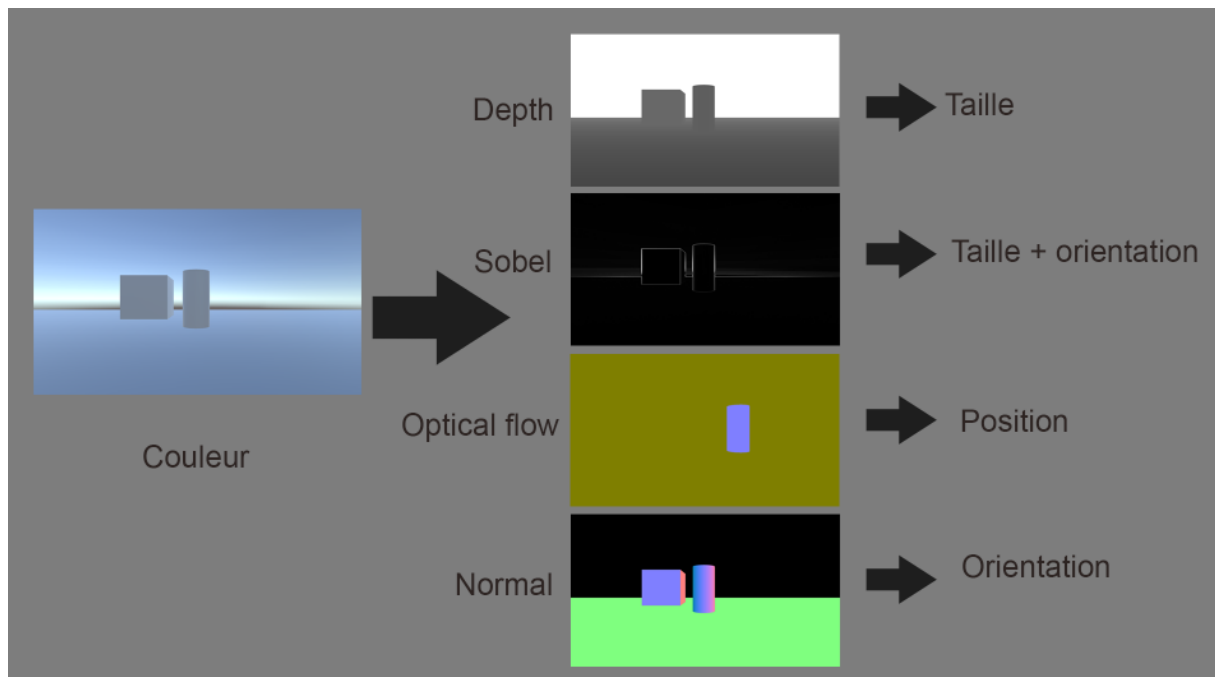 Couleur
Depth
Taille
Sobel
Taille + orientation
Optical flow
Position
Normal
Orientation